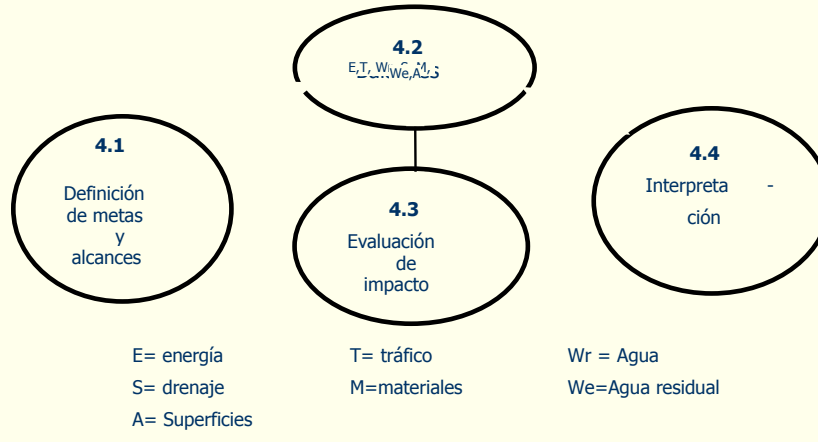 4.2
E,T,
4.1
Definición
de metas
y
alcances
4.3
Evaluación
de
impacto
4.4
Interpreta -
ción
E= energía T= tráfico Wr = Agua
S= drenaje M=materiales We=Agua residual
A= Superficies